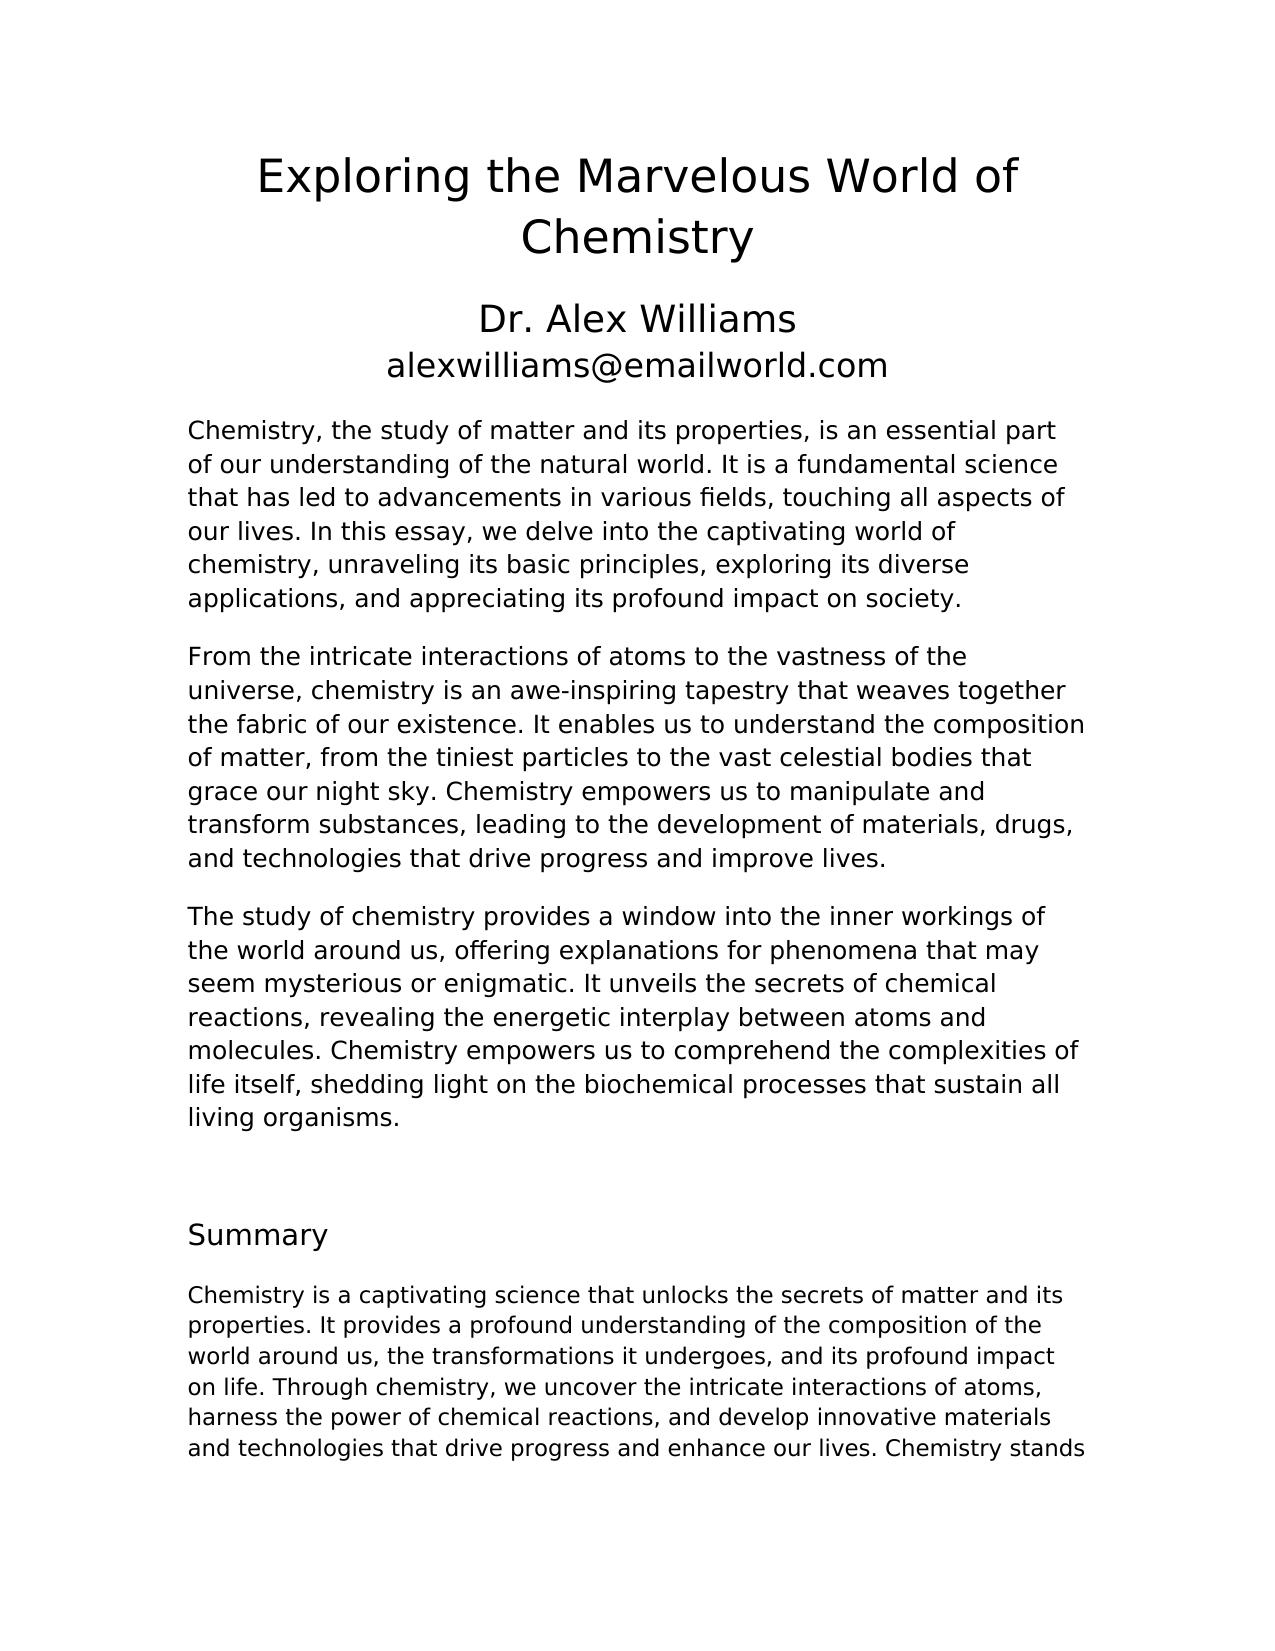 Exploring the Marvelous World of
Chemistry
Dr. Alex Williams
alexwilliams@emailworld.com
Chemistry, the study of matter and its properties, is an essential part
of our understanding of the natural world. It is a fundamental science
that has led to advancements in various fields, touching all aspects of
our lives. In this essay, we delve into the captivating world of
chemistry, unraveling its basic principles, exploring its diverse
applications, and appreciating its profound impact on society.
From the intricate interactions of atoms to the vastness of the
universe, chemistry is an awe-inspiring tapestry that weaves together
the fabric of our existence. It enables us to understand the composition
of matter, from the tiniest particles to the vast celestial bodies that
grace our night sky. Chemistry empowers us to manipulate and
transform substances, leading to the development of materials, drugs,
and technologies that drive progress and improve lives.
The study of chemistry provides a window into the inner workings of
the world around us, offering explanations for phenomena that may
seem mysterious or enigmatic. It unveils the secrets of chemical
reactions, revealing the energetic interplay between atoms and
molecules. Chemistry empowers us to comprehend the complexities of
life itself, shedding light on the biochemical processes that sustain all
living organisms.
Summary
Chemistry is a captivating science that unlocks the secrets of matter and its
properties. It provides a profound understanding of the composition of the
world around us, the transformations it undergoes, and its profound impact
on life. Through chemistry, we uncover the intricate interactions of atoms,
harness the power of chemical reactions, and develop innovative materials
and technologies that drive progress and enhance our lives. Chemistry stands